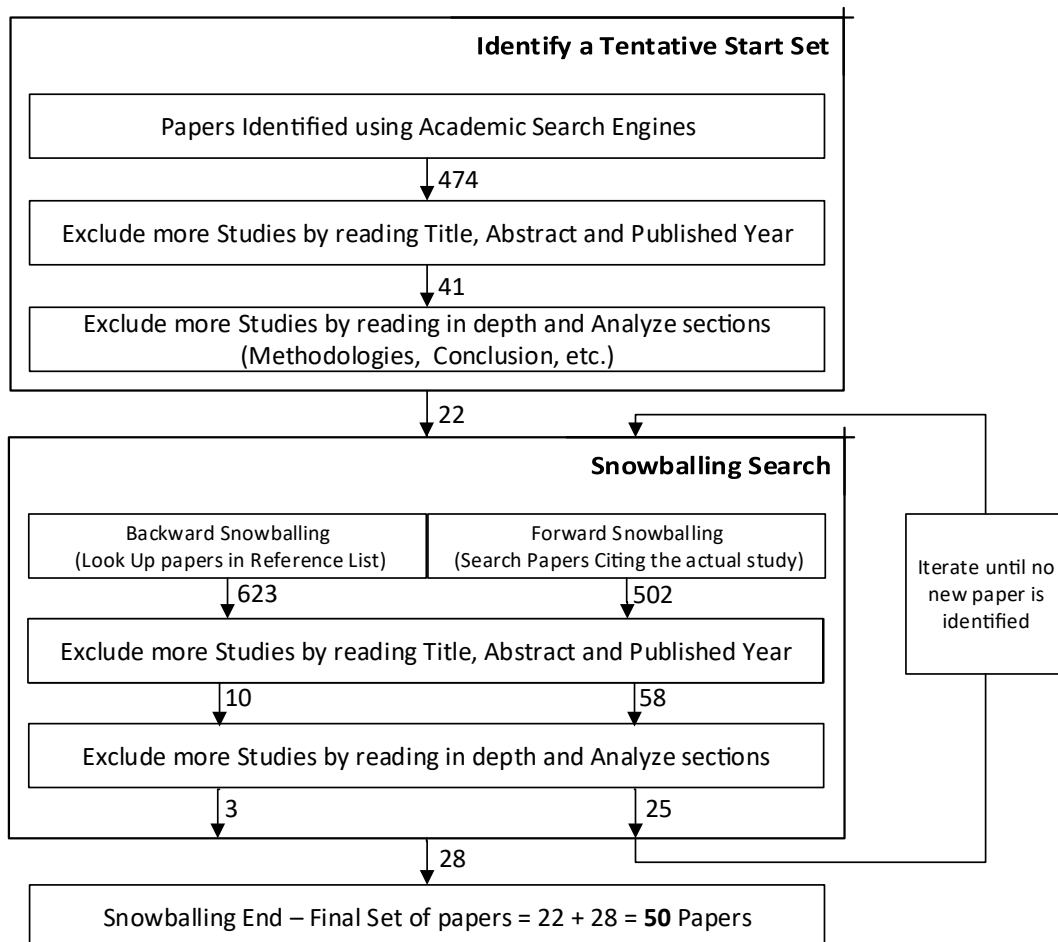 Identify a Tentative Start Set
Papers Identified using Academic Search Engines
474
Exclude more Studies by reading Title, Abstract and Published Year
41
Exclude more Studies by reading in depth and Analyze sections
(Methodologies, Conclusion, etc.)
22
Snowballing Search
Backward Snowballing
(Look Up papers in Reference List)
Forward Snowballing
(Search Papers Citing the actual study)
623
502
Exclude more Studies by reading Title, Abstract and Published Year
10
58
Exclude more Studies by reading in depth and Analyze sections
3
25
Iterate until no
new paper is
identified
28
Snowballing End – Final Set of papers = 22 + 28 = 50 Papers